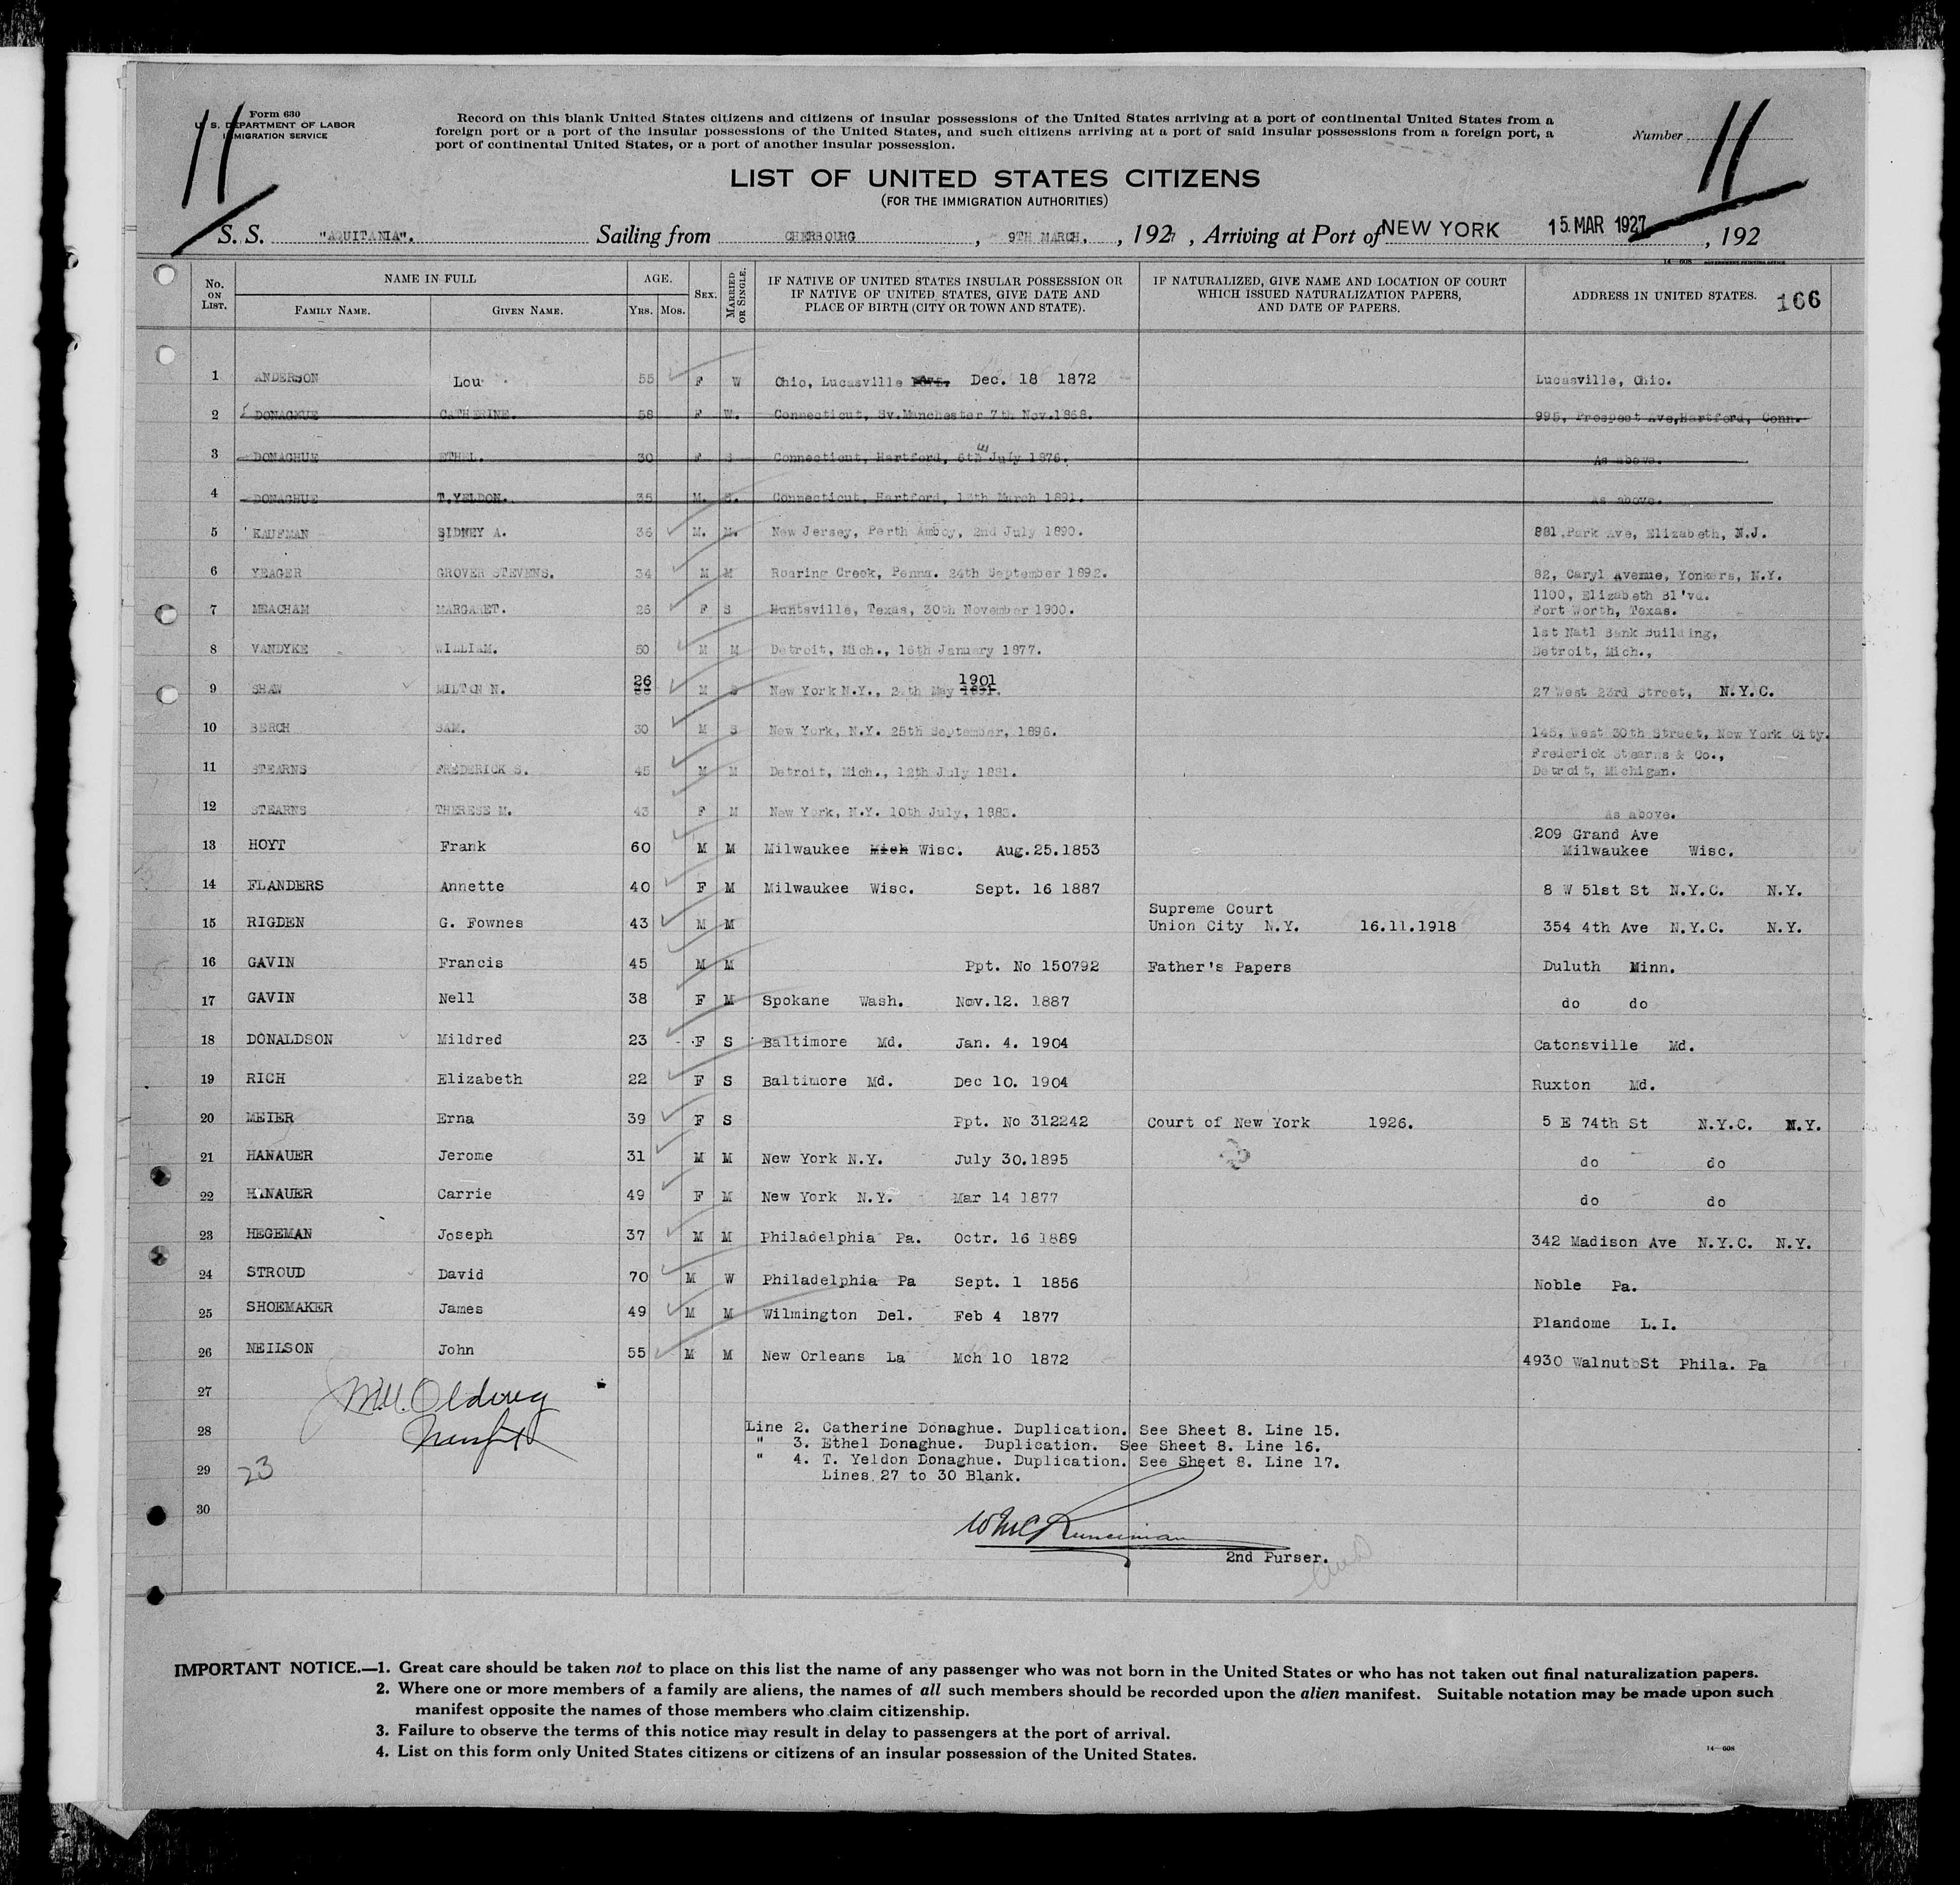 Form 630
U. S. DEPARTMENT OF LABOR
IMMIGRATION SERVICE
11
Record on this blank United States citizens and citizens of insular possessions of the United States arriving at a port of continental United States from a
foreign port or a port of the insular possessions of the United States, and such citizens arriving at a port of said insular possessions from a foreign port, a
port of continental United States, or a port of another insular possession.
Number 11
LIST OF UNITED STATES CITIZENS
(FOR THE IMMIGRATION AUTHORITIES)
S. S. "AQUITANIA". Sailing from CHERBOURG, 9TH MARCH., 1927, Arriving at Port of NEW YORK 15 MAR 1927, 192
14—608 GOVERNMENT PRINTING OFFICE
No. ON LIST. NAME IN FULL FAMILY NAME. GIVEN NAME. AGE. YRS. MOS. SEX. MARRIED OR SINGLE. IF NATIVE OF UNITED STATES INSULAR POSSESSION OR IF NATIVE OF UNITED STATES, GIVE DATE AND PLACE OF BIRTH (CITY OR TOWN AND STATE). IF NATURALIZED, GIVE NAME AND LOCATION OF COURT WHICH ISSUED NATURALIZATION PAPERS, AND DATE OF PAPERS. ADDRESS IN UNITED STATES. 166
1 ANDERSON Lou 55 F W Ohio, Lucasville Dec. 18 1872 Lucasville, Ohio.
2 DONAGHUE CATHERINE. 58 F W. Connecticut, Sv.Manchester 7th Nov.1868. 995, Prospect Ave,Hartford, Conn.
3 DONAGHUE ETHEL. 30 F S Connecticut, Hartford, 6th July 1876. As above.
4 DONAGHUE T.YELDON. 35 M. S. Connecticut, Hartford, 13th March 1891. As above.
5 KAUFMAN SIDNEY A. 36 M. M. New Jersey, Perth Amboy, 2nd July 1890. 881 Park Ave, Elizabeth, N.J.
6 YEAGER GROVER STEVENS. 34 M M Roaring Creek, Penna. 24th September 1892. 82, Caryl Avenue, Yonkers, N.Y.
7 MEACHAM MARGARET. 26 F S Huntsville, Texas, 30th November 1900. 1100, Elizabeth Bl'vd.
Fort Worth, Texas.
8 VANDYKE WILLIAM. 50 M M Detroit, Mich., 16th January 1877. 1st Natl Bank Building,
Detroit, Mich.,
9 SHAW MILTON N. 26 M S New York N.Y., 24th May 1901 1891. 27 West 23rd Street, N.Y.C.
10 BERCH SAM. 30 M S New York, N.Y. 25th September, 1896. 145, West 30th Street, New York City.
11 STEARNS FREDERICK S. 45 M M Detroit, Mich., 12th July 1881. Frederick Stearns & Co.,
Detroit, Michigan.
12 STEARNS THERESE M. 43 F M New York, N.Y. 10th July, 1883. As above.
13 HOYT Frank 60 M M Milwaukee Mich Wisc. Aug.25.1853 209 Grand Ave
Milwaukee Wisc.
14 FLANDERS Annette 40 F M Milwaukee Wisc. Sept. 16 1887 8 W 51st St N.Y.C. N.Y.
15 RIGDEN G. Fownes 43 M M Supreme Court
Union City N.Y. 16.11.1918 354 4th Ave N.Y.C. N.Y.
16 GAVIN Francis 45 M M Ppt. No 150792 Father's Papers Duluth Minn.
17 GAVIN Nell 38 F M Spokane Wash. Nov.12. 1887 do do
18 DONALDSON Mildred 23 F S Baltimore Md. Jan. 4. 1904 Catonsville Md.
19 RICH Elizabeth 22 F S Baltimore Md. Dec 10. 1904 Ruxton Md.
20 MEIER Erna 39 F S Ppt. No 312242 Court of New York 1926. 5 E 74th St N.Y.C. N.Y.
21 HANAUER Jerome 31 M M New York N.Y. July 30.1895 do do
22 HANAUER Carrie 49 F M New York N.Y. Mar 14 1877 do do
23 HEGEMAN Joseph 37 M M Philadelphia Pa. Octr. 16 1889 342 Madison Ave N.Y.C. N.Y.
24 STROUD David 70 M W Philadelphia Pa Sept. 1 1856 Noble Pa.
25 SHOEMAKER James 49 M M Wilmington Del. Feb 4 1877 Plandome L.I.
26 NEILSON John 55 M M New Orleans La Mch 10 1872 4930 Walnut St Phila. Pa
27
28 Line 2. Catherine Donaghue. Duplication. See Sheet 8. Line 15.
" 3. Ethel Donaghue. Duplication. See Sheet 8. Line 16.
29 " 4. T. Yeldon Donaghue. Duplication. See Sheet 8. Line 17.
Lines 27 to 30 Blank.
23
30
2nd Purser.
IMPORTANT NOTICE.—1. Great care should be taken not to place on this list the name of any passenger who was not born in the United States or who has not taken out final naturalization papers.
2. Where one or more members of a family are aliens, the names of all such members should be recorded upon the alien manifest. Suitable notation may be made upon such
manifest opposite the names of those members who claim citizenship.
3. Failure to observe the terms of this notice may result in delay to passengers at the port of arrival.
4. List on this form only United States citizens or citizens of an insular possession of the United States.
14—608